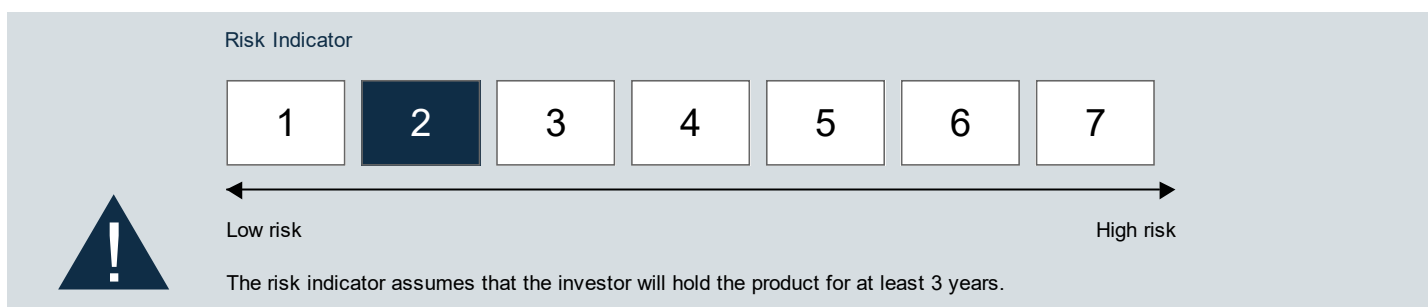 Risk Indicator
1 2 3 4 5 6 7
Low risk High risk
!
The risk indicator assumes that the investor will hold the product for at least 3 years.